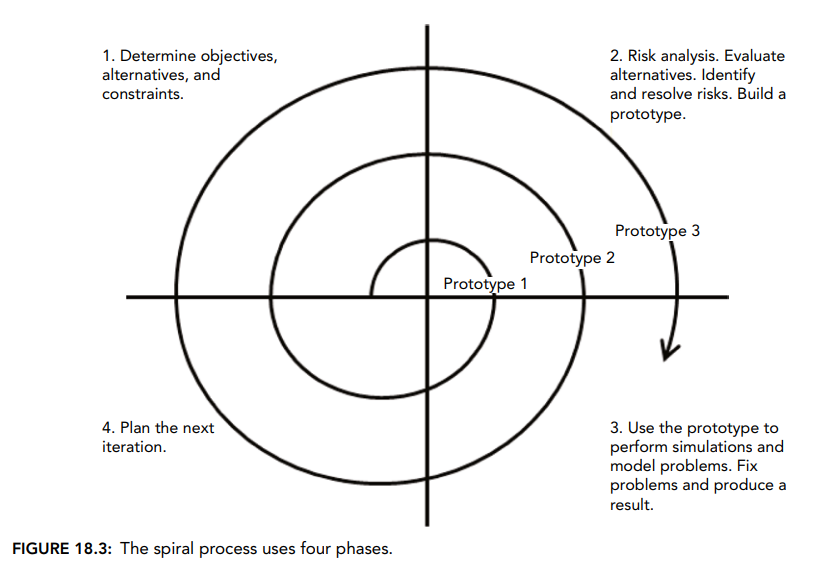 1. Determine objectives,
alternatives, and
constraints.
2. Risk analysis. Evaluate
alternatives. Identify
and resolve risks. Build a
prototype.
Prototype 3
Prototype 2
Prototype 1
4. Plan the next
iteration.
3. Use the prototype to
perform simulations and
model problems. Fix
problems and produce a
result.
FIGURE 18.3: The spiral process uses four phases.